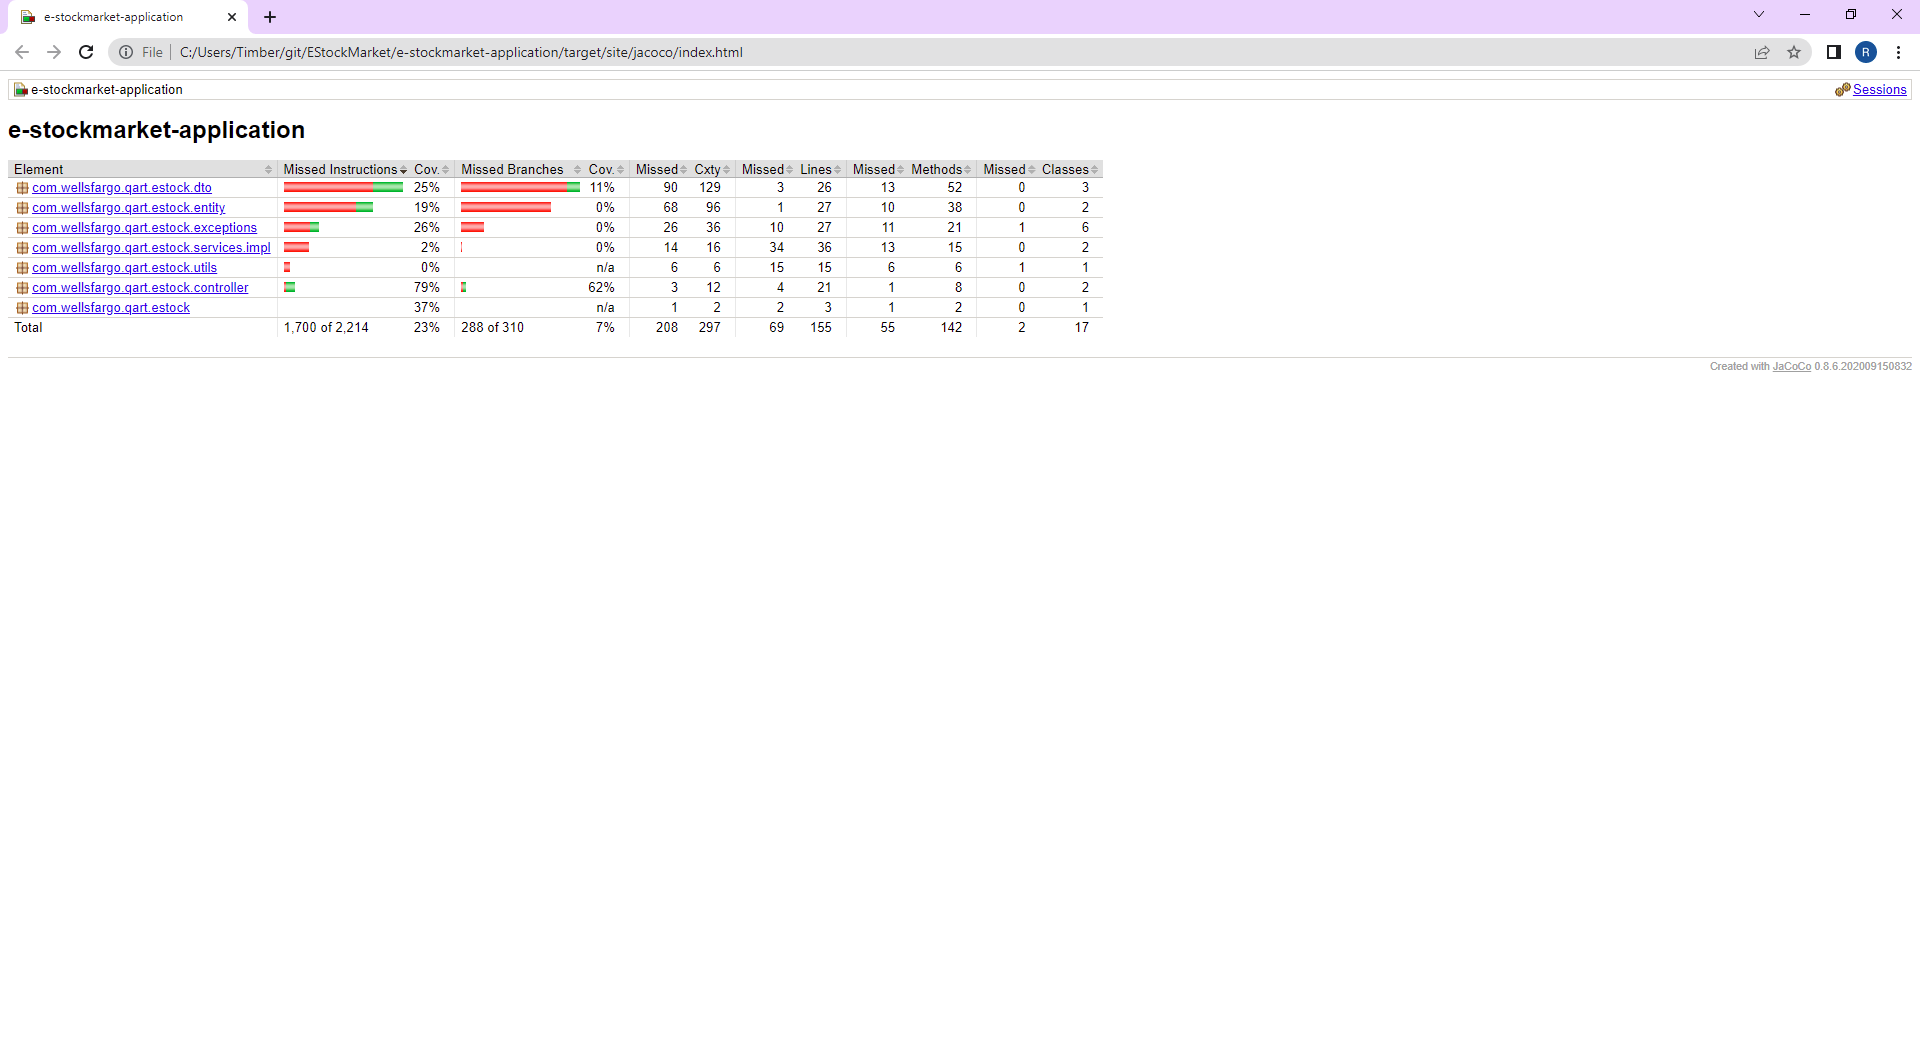 e-stockmarket-application
File C:/Users/Timber/git/EStockMarket/e-stockmarket-application/target/site/jacoco/index.html R
e-stockmarket-application Sessions
e-stockmarket-application
Element Missed Instructions Cov. Missed Branches Cov. Missed Cxty Missed Lines Missed Methods Missed Classes
com.wellsfargo.qart.estock.dto 25% 11% 90 129 3 26 13 52 0 3
com.wellsfargo.qart.estock.entity 19% 0% 68 96 1 27 10 38 0 2
com.wellsfargo.qart.estock.exceptions 26% 0% 26 36 10 27 11 21 1 6
com.wellsfargo.qart.estock.services.impl 2% 0% 14 16 34 36 13 15 0 2
com.wellsfargo.qart.estock.utils 0% n/a 6 6 15 15 6 6 1 1
com.wellsfargo.qart.estock.controller 79% 62% 3 12 4 21 1 8 0 2
com.wellsfargo.qart.estock 37% n/a 1 2 2 3 1 2 0 1
Total 1,700 of 2,214 23% 288 of 310 7% 208 297 69 155 55 142 2 17
Created with JaCoCo 0.8.6.202009150832